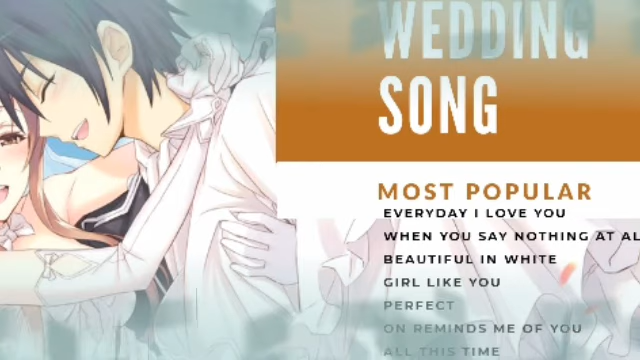 WEDDING
SONG
MOST POPULAR
EVERYDAY I LOVE YOU
WHEN YOU SAY NOTHING AT AL
BEAUTIFUL IN WHITE
GIRL LIKE YOU
PERFECT
ON REMINDS ME OF YOU
ALL THIS TIME